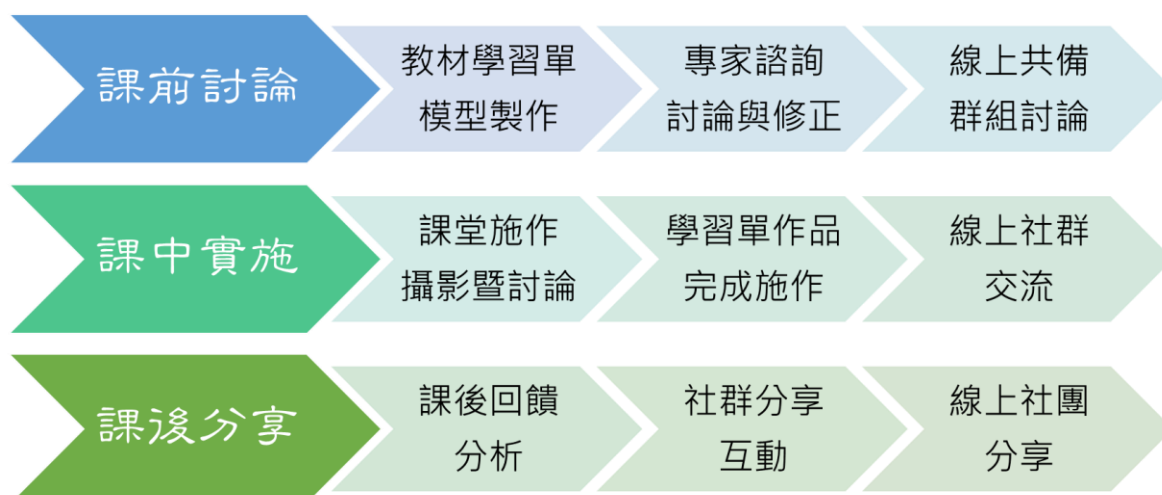 課前討論
教材學習單
模型製作
專家諮詢
討論與修正
線上共備
群組討論
課中實施
課堂施作
攝影暨討論
學習單作品
完成施作
線上社群
交流
課後分享
課後回饋
分析
社群分享
互動
線上社團
分享